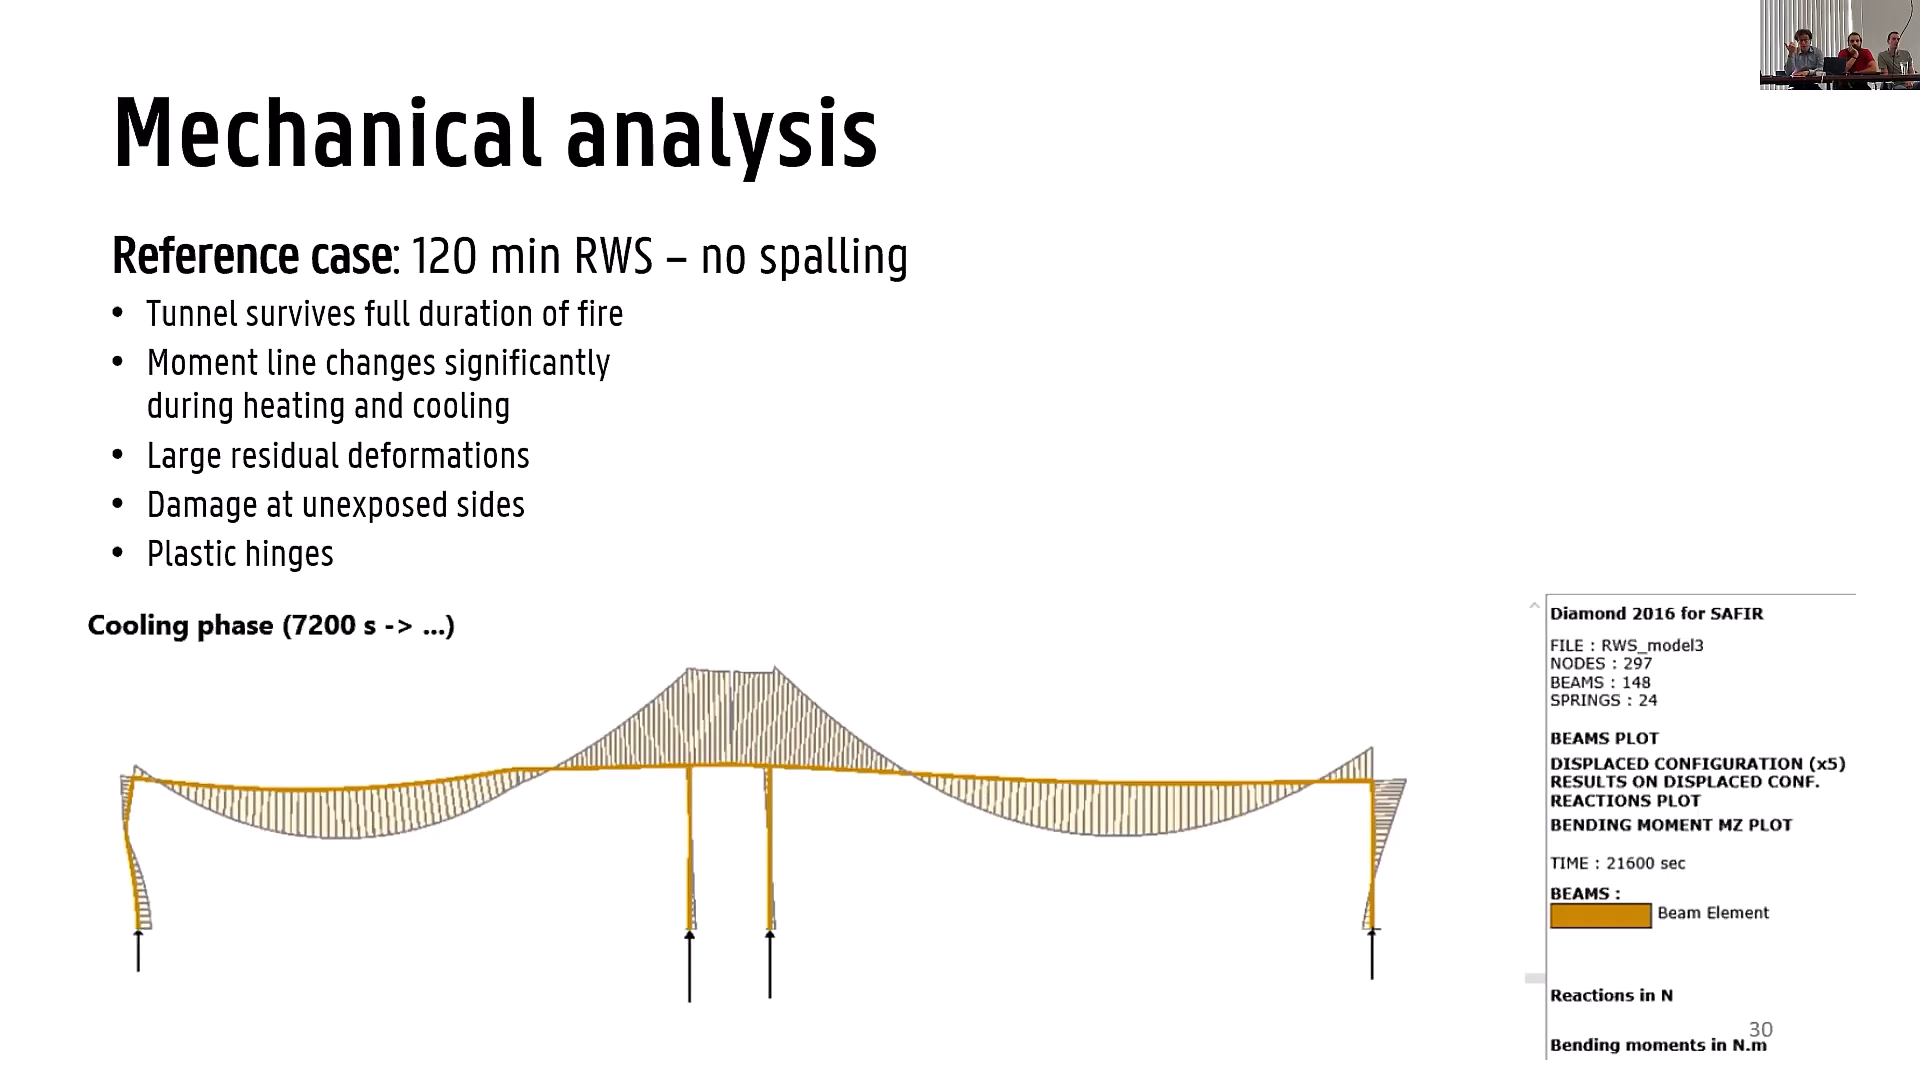 Mechanical analysis
Reference case: 120 min RWS – no spalling
• Tunnel survives full duration of fire
• Moment line changes significantly
during heating and cooling
• Large residual deformations
• Damage at unexposed sides
• Plastic hinges
Cooling phase (7200 s -> ...)
Diamond 2016 for SAFIR
FILE : RWS_model3
NODES : 297
BEAMS : 148
SPRINGS : 24
BEAMS PLOT
DISPLACED CONFIGURATION (x5)
RESULTS ON DISPLACED CONF.
REACTIONS PLOT
BENDING MOMENT MZ PLOT
TIME : 21600 sec
BEAMS :
Beam Element
Reactions in N
30
Bending moments in N.m